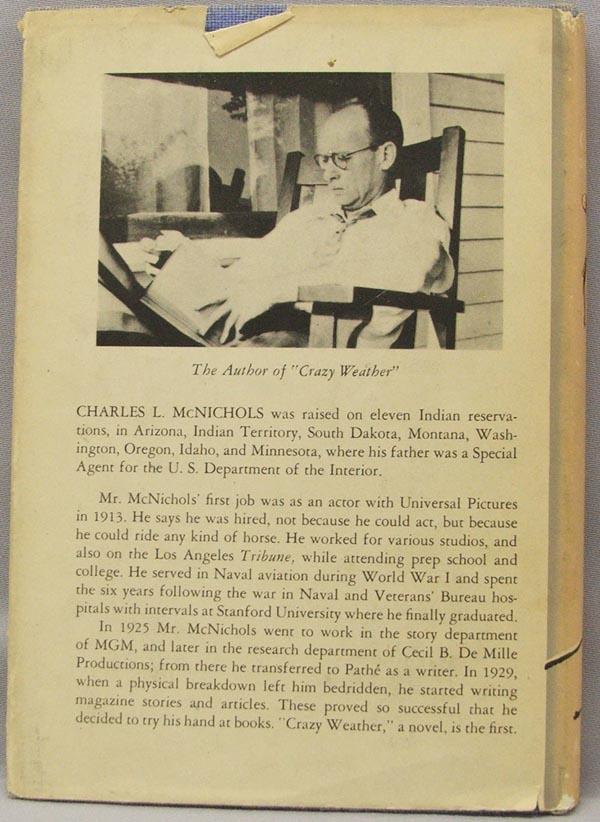 The Author of "Crazy Weather"
CHARLES L. McNICHOLS was raised on eleven Indian reserva-
tions, in Arizona, Indian Territory, South Dakota, Montana, Wash-
ington, Oregon, Idaho, and Minnesota, where his father was a Special
Agent for the U. S. Department of the Interior.
Mr. McNichols' first job was as an actor with Universal Pictures
in 1913. He says he was hired, not because he could act, but because
he could ride any kind of horse. He worked for various studios, and
also on the Los Angeles Tribune, while attending prep school and
college. He served in Naval aviation during World War I and spent
the six years following the war in Naval and Veterans' Bureau hos-
pitals with intervals at Stanford University where he finally graduated.
In 1925 Mr. McNichols went to work in the story department
of MGM, and later in the research department of Cecil B. De Mille
Productions; from there he transferred to Pathé as a writer. In 1929,
when a physical breakdown left him bedridden, he started writing
magazine stories and articles. These proved so successful that he
decided to try his hand at books. "Crazy Weather," a novel, is the first.